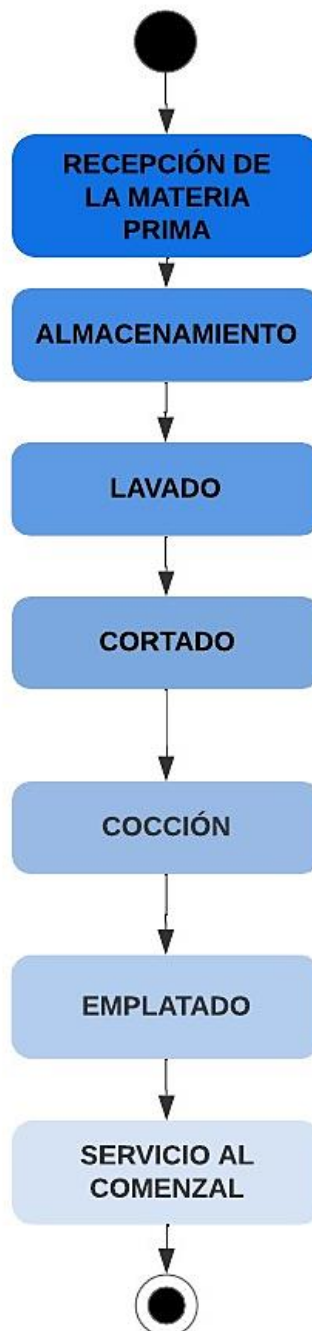 RECEPCIÓN DE
LA MATERIA
PRIMA
ALMACENAMIENTO
LAVADO
CORTADO
COCCIÓN
EMPLATADO
SERVICIO AL
COMENZAL